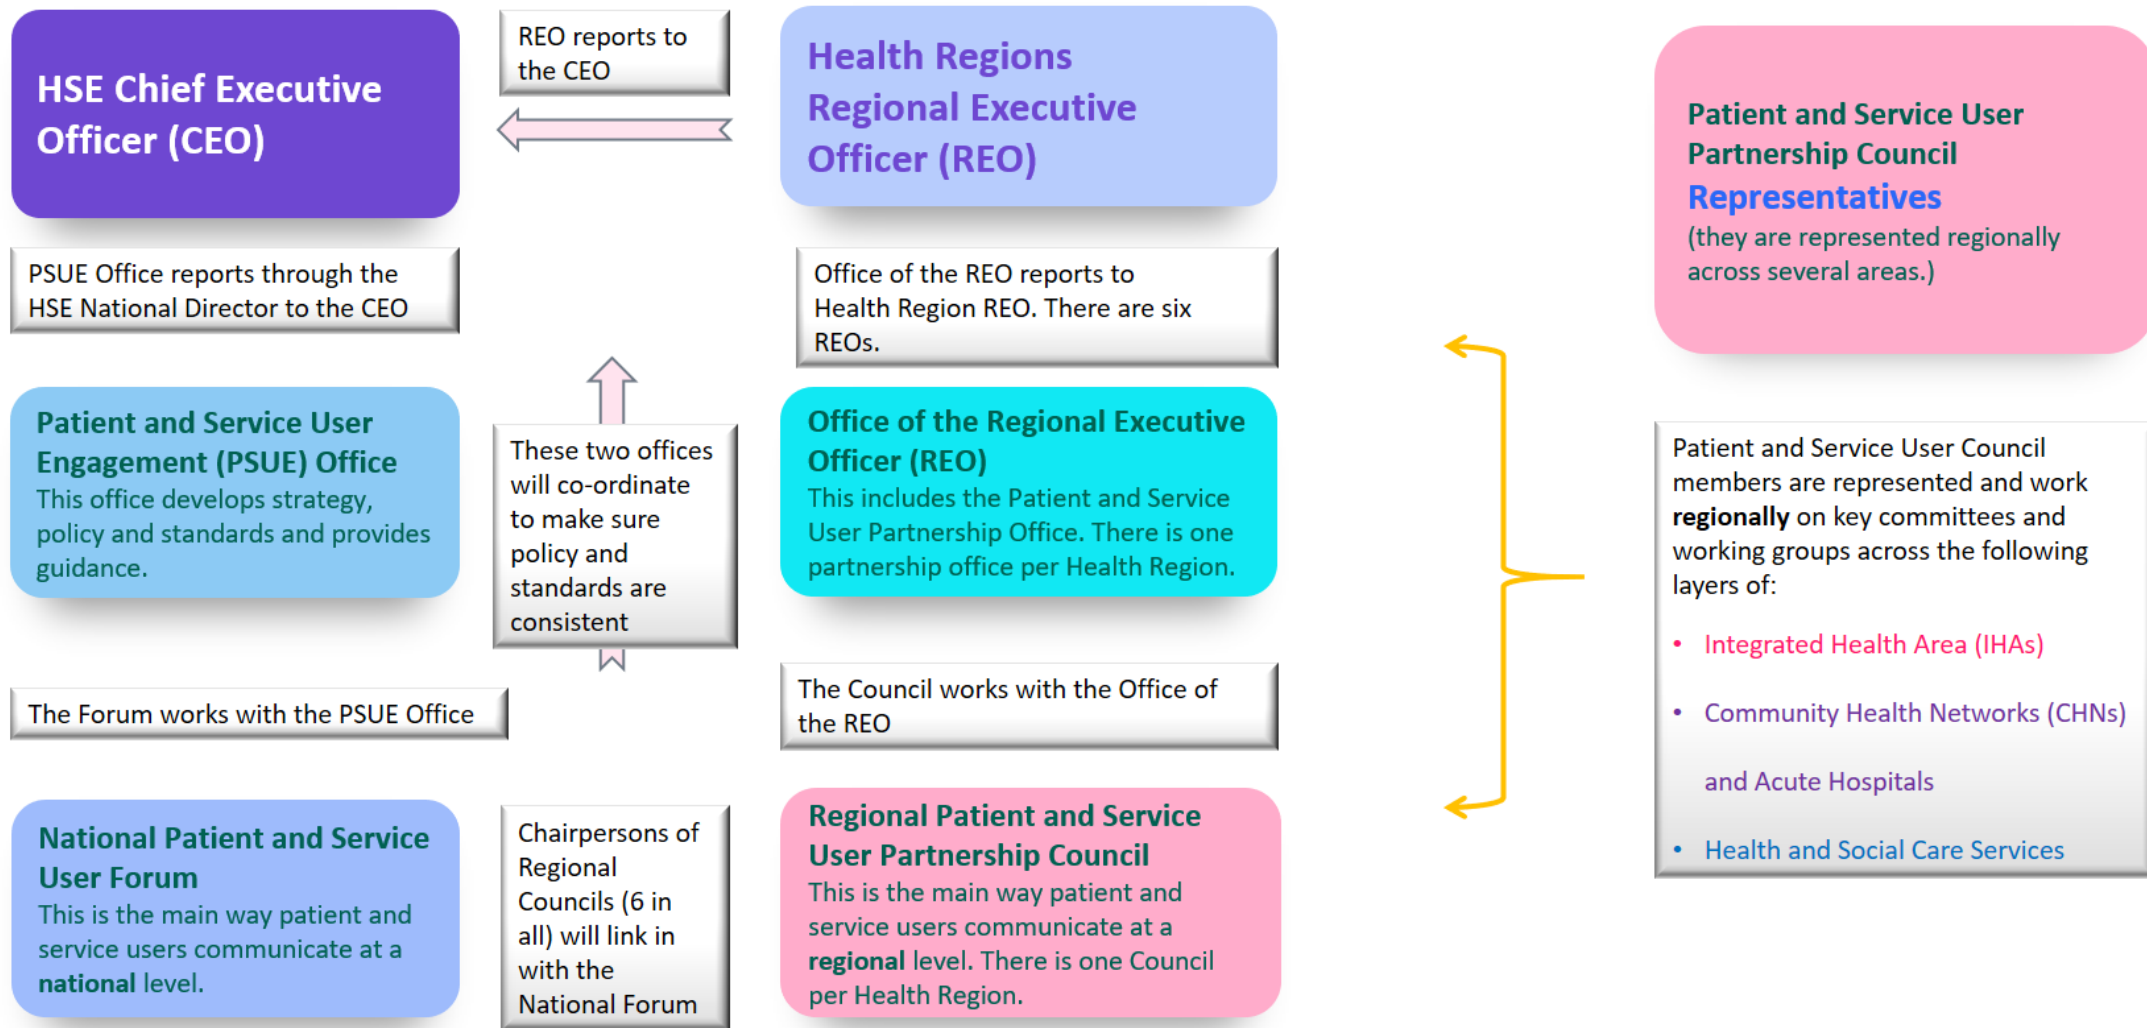 HSE Chief Executive
Officer (CEO)
REO reports to
the CEO
Health Regions
Regional Executive
Officer (REO)
PSUE Office reports through the
HSE National Director to the CEO
Office of the REO reports to
Health Region REO. There are six
REOs.
Patient and Service User
Engagement (PSUE) Office
This office develops strategy,
policy and standards and provides
guidance.
These two offices
will co-ordinate
to make sure
policy and
standards are
consistent
Office of the Regional Executive
Officer (REO)
This includes the Patient and Service
User Partnership Office. There is one
partnership office per Health Region.
The Forum works with the PSUE Office
The Council works with the Office of
the REO
National Patient and Service
User Forum
This is the main way patient and
service users communicate at a
national level.
Chairpersons of
Regional
Councils (6 in
all) will link in
with the
National Forum
Regional Patient and Service
User Partnership Council
This is the main way patient and
service users communicate at a
regional level. There is one Council
per Health Region.
Patient and Service User
Partnership Council
Representatives
(they are represented regionally
across several areas.)
Patient and Service User Council
members are represented and work
regionally on key committees and
working groups across the following
layers of:
• Integrated Health Area (IHAs)
• Community Health Networks (CHNs)
and Acute Hospitals
• Health and Social Care Services